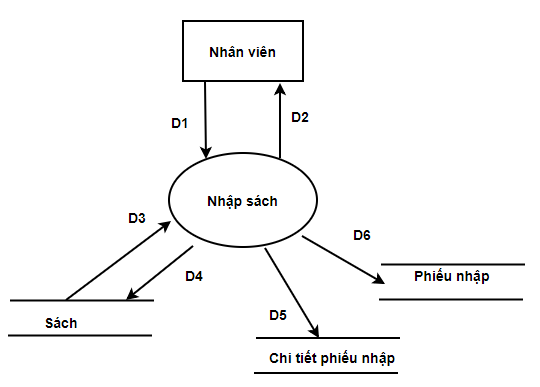 Nhân viên
D1
D2
Nhập sách
D3
D4
D6
Phiếu nhập
D5
Sách
Chi tiết phiếu nhập